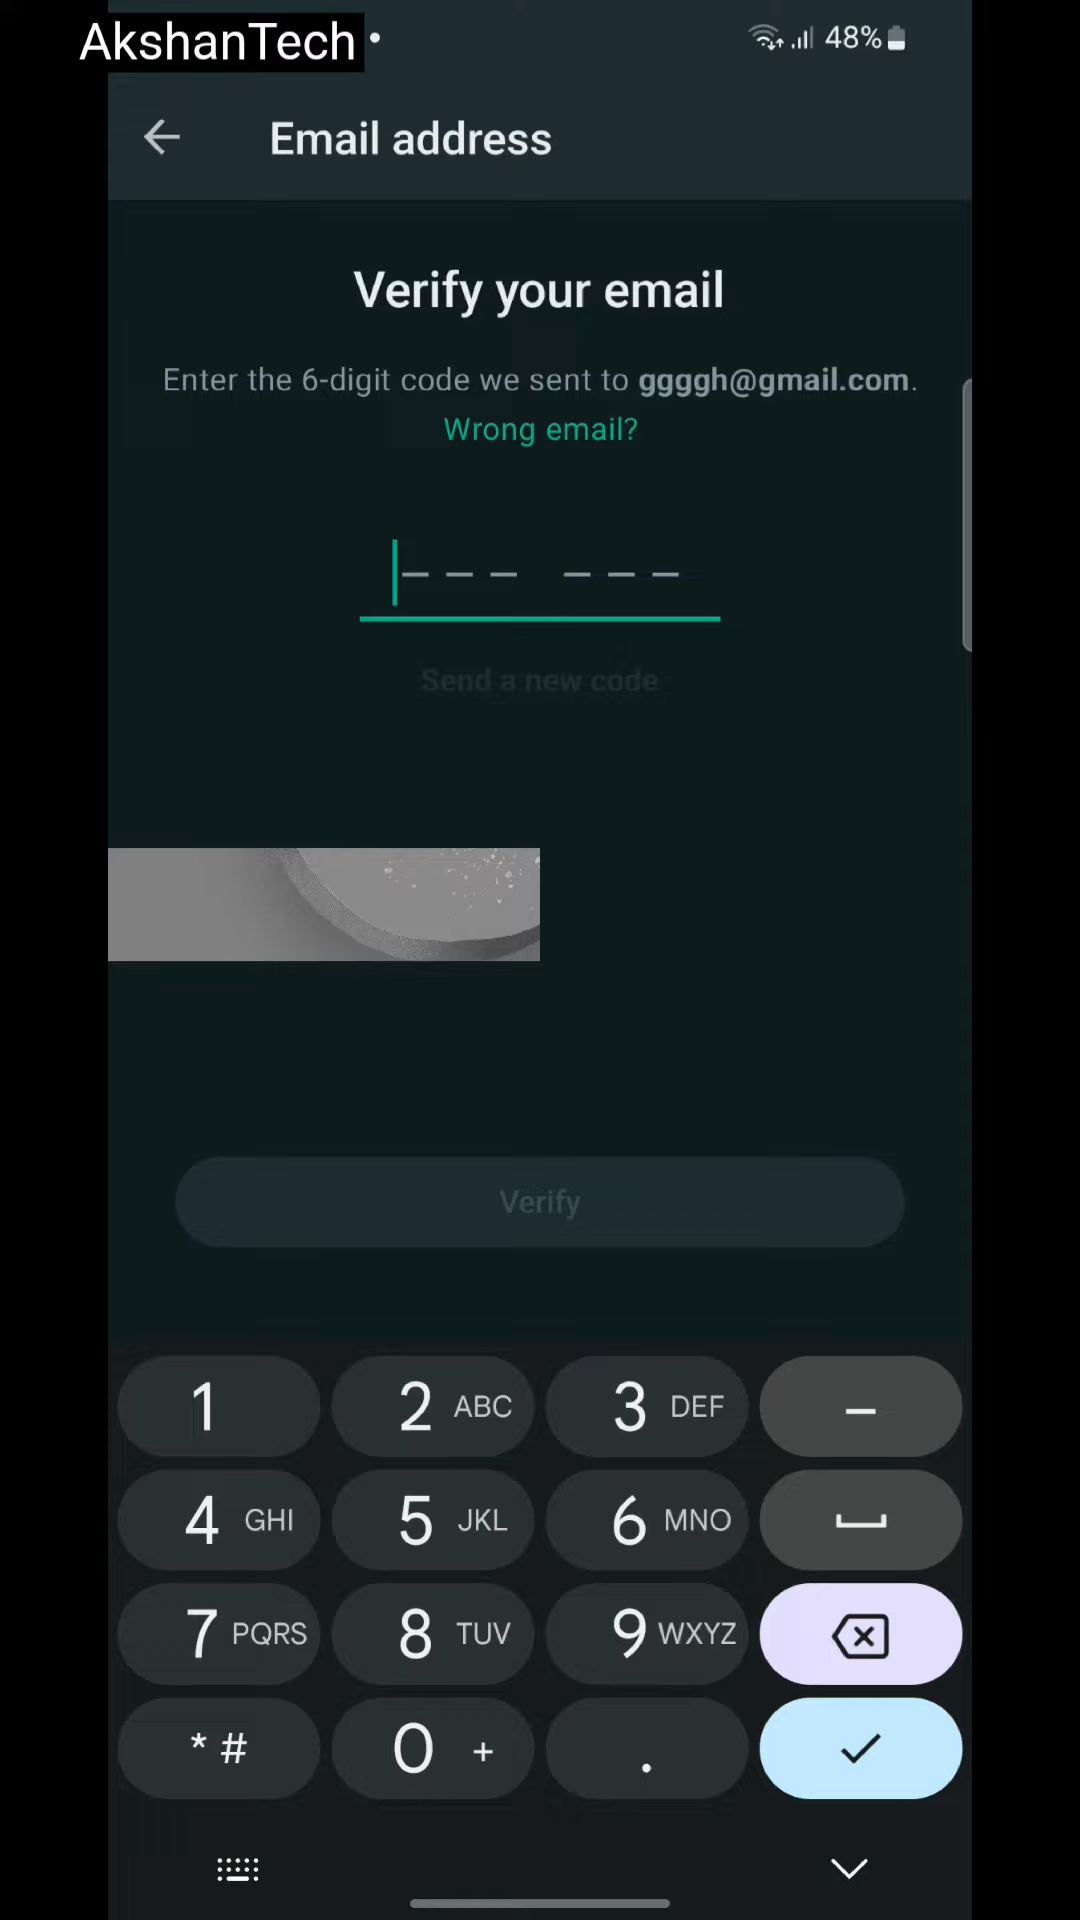 AkshanTech
48%
Email address
Verify your email
Enter the 6-digit code we sent to ggggh@gmail.com.
Wrong email?
Send a new code
Verify
1
2 ABC
3 DEF
–
4 GHI
5 JKL
6 MNO
7 PQRS
8 TUV
9 WXYZ
* #
0 +
.